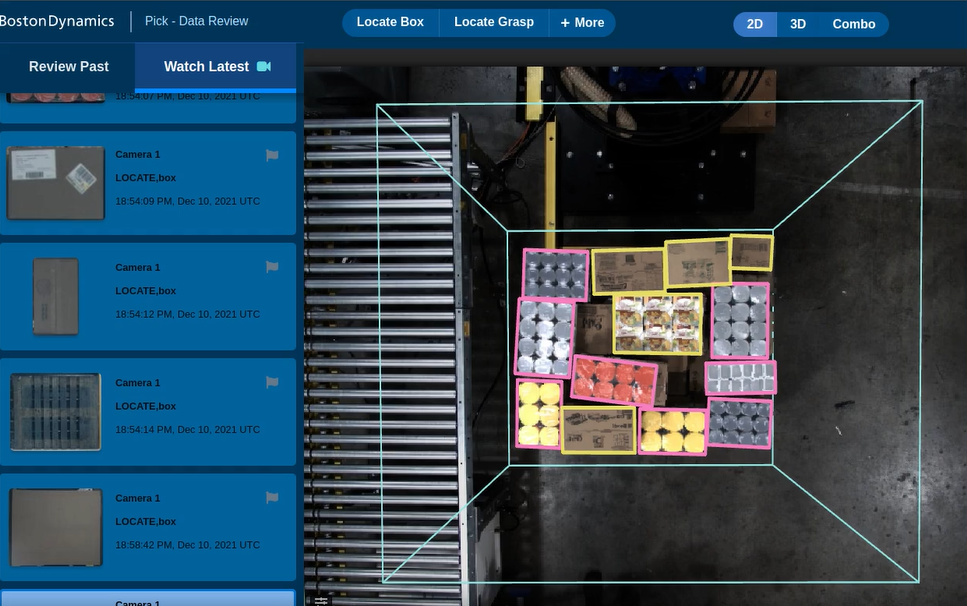 BostonDynamics
Pick - Data Review
Locate Box
Locate Grasp
+ More
2D
3D
Combo
Review Past
Watch Latest
18:54:07 PM, Dec 10, 2021 UTC
Camera 1
LOCATE,box
18:54:09 PM, Dec 10, 2021 UTC
Camera 1
LOCATE,box
18:54:12 PM, Dec 10, 2021 UTC
Camera 1
LOCATE,box
18:54:14 PM, Dec 10, 2021 UTC
Camera 1
LOCATE,box
18:58:42 PM, Dec 10, 2021 UTC
Camera 1